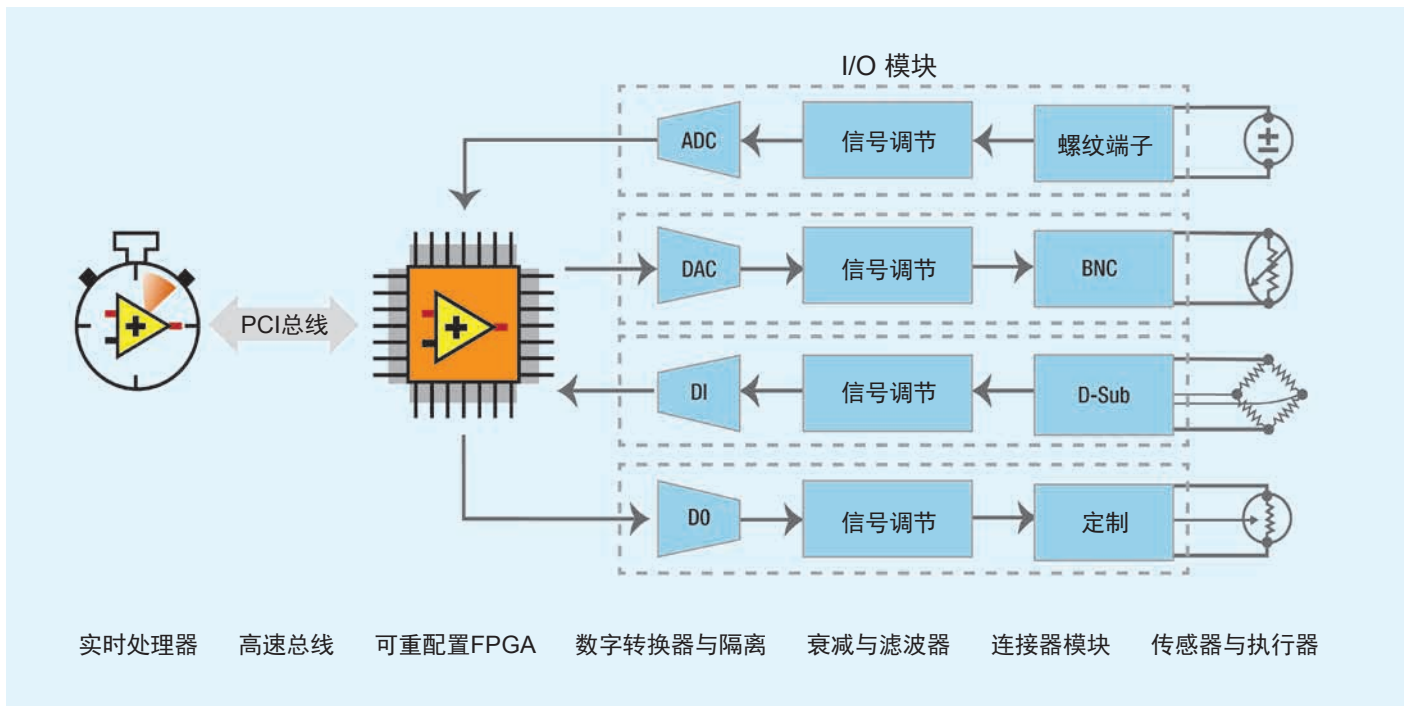 I/O 模块
ADC
信号调节
螺纹端子
DAC
信号调节
BNC
PCI总线
DI
信号调节
D-Sub
D0
信号调节
定制
实时处理器 高速总线 可重配置FPGA 数字转换器与隔离 衰减与滤波器 连接器模块 传感器与执行器